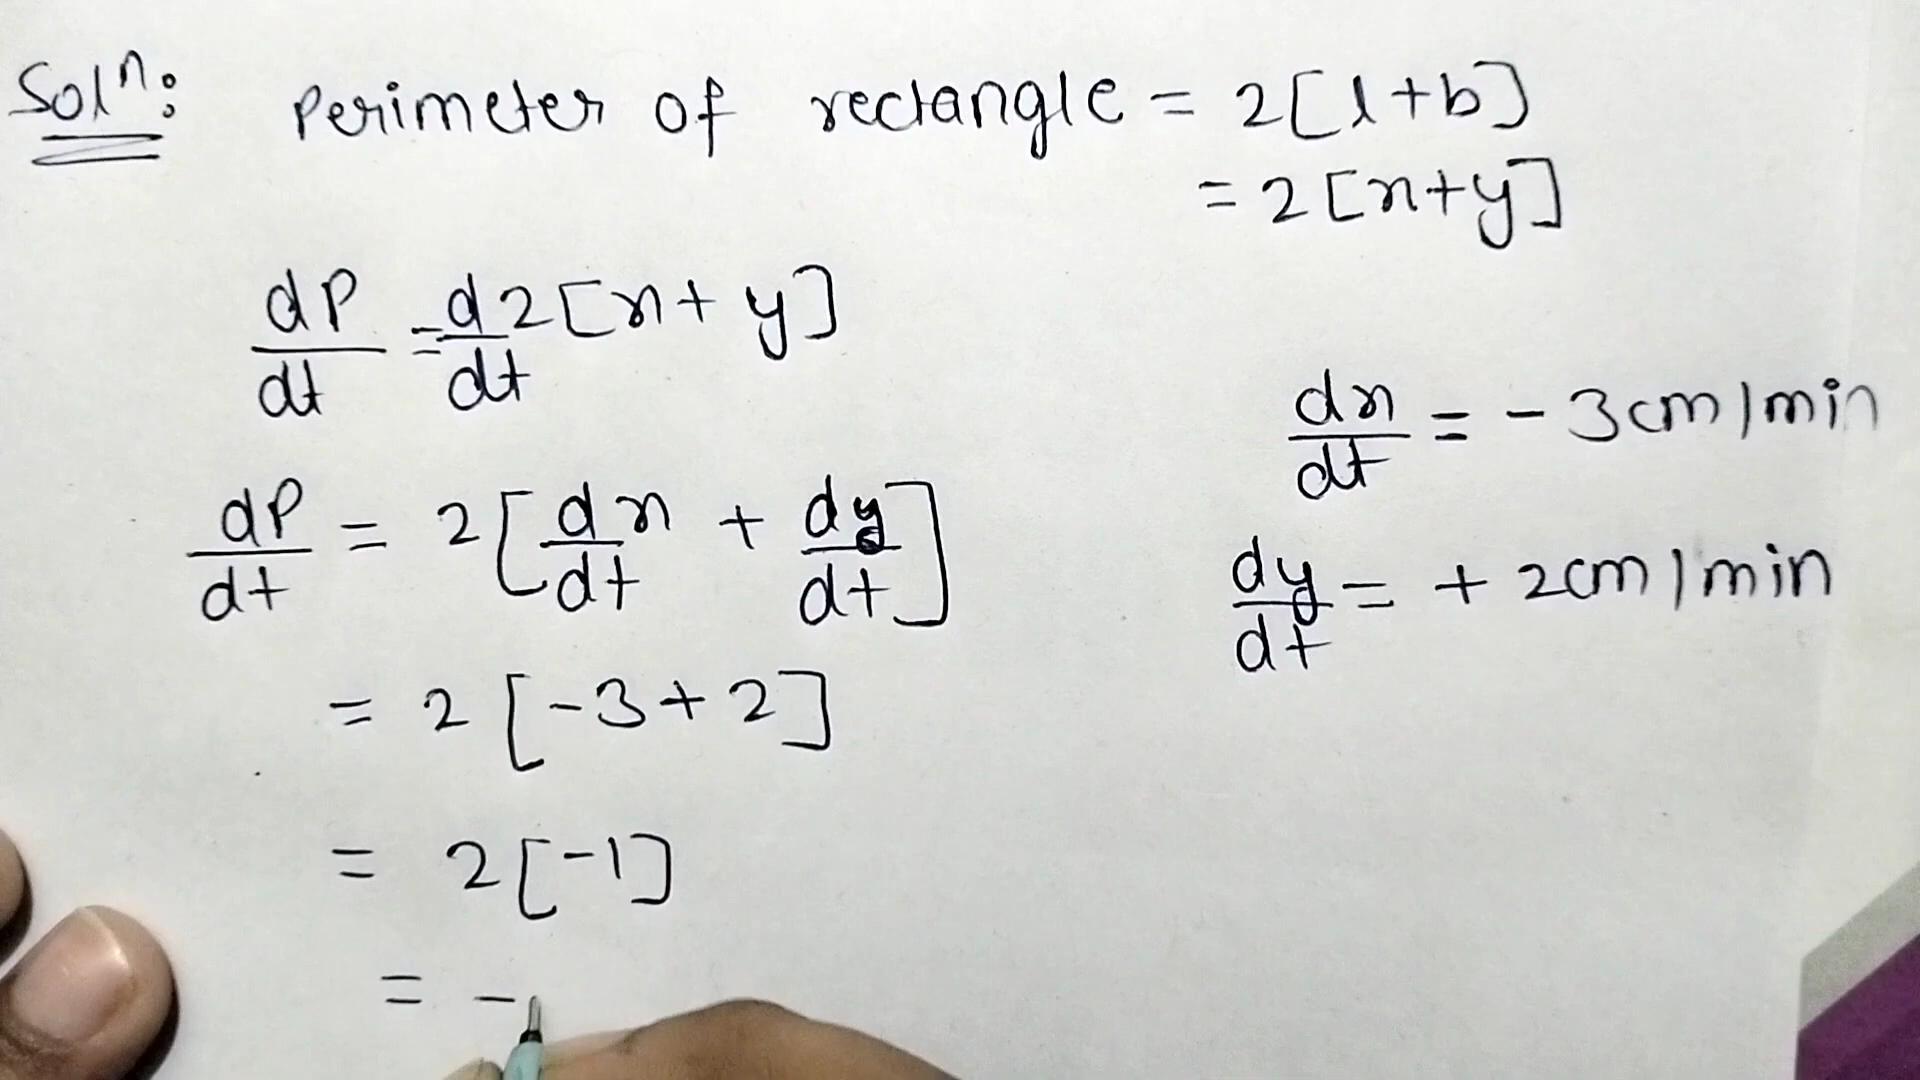 Solⁿ: Perimeter of rectangle = 2[l+b]
= 2[x+y]
dP/dt = d/dt 2[x+y]
dP/dt = 2[dx/dt + dy/dt]
= 2[-3+2]
= 2[-1]
= -
dx/dt = -3cm/min
dy/dt = +2cm/min